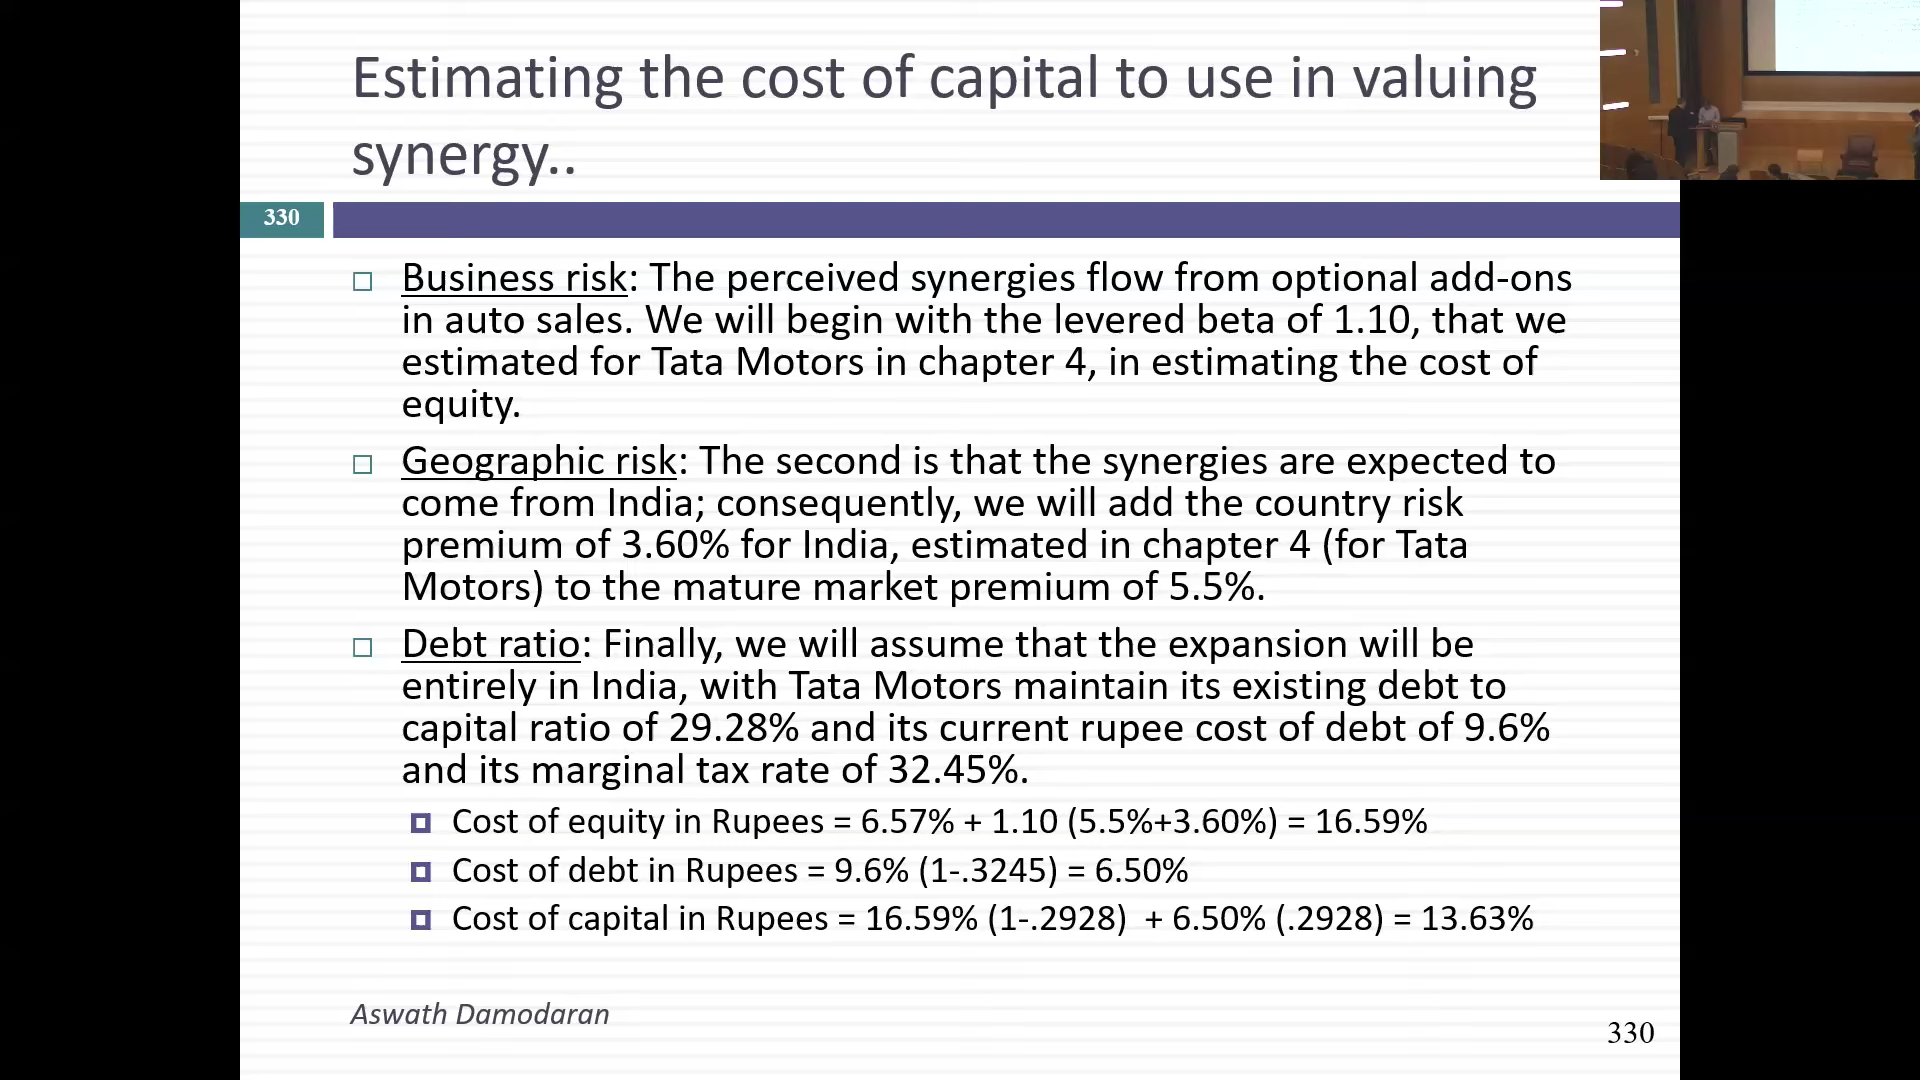 Estimating the cost of capital to use in valuing
synergy..
330
Business risk: The perceived synergies flow from optional add-ons
in auto sales. We will begin with the levered beta of 1.10, that we
estimated for Tata Motors in chapter 4, in estimating the cost of
equity.
Geographic risk: The second is that the synergies are expected to
come from India; consequently, we will add the country risk
premium of 3.60% for India, estimated in chapter 4 (for Tata
Motors) to the mature market premium of 5.5%.
Debt ratio: Finally, we will assume that the expansion will be
entirely in India, with Tata Motors maintain its existing debt to
capital ratio of 29.28% and its current rupee cost of debt of 9.6%
and its marginal tax rate of 32.45%.
Cost of equity in Rupees = 6.57% + 1.10 (5.5%+3.60%) = 16.59%
Cost of debt in Rupees = 9.6% (1-.3245) = 6.50%
Cost of capital in Rupees = 16.59% (1-.2928) + 6.50% (.2928) = 13.63%
Aswath Damodaran
330